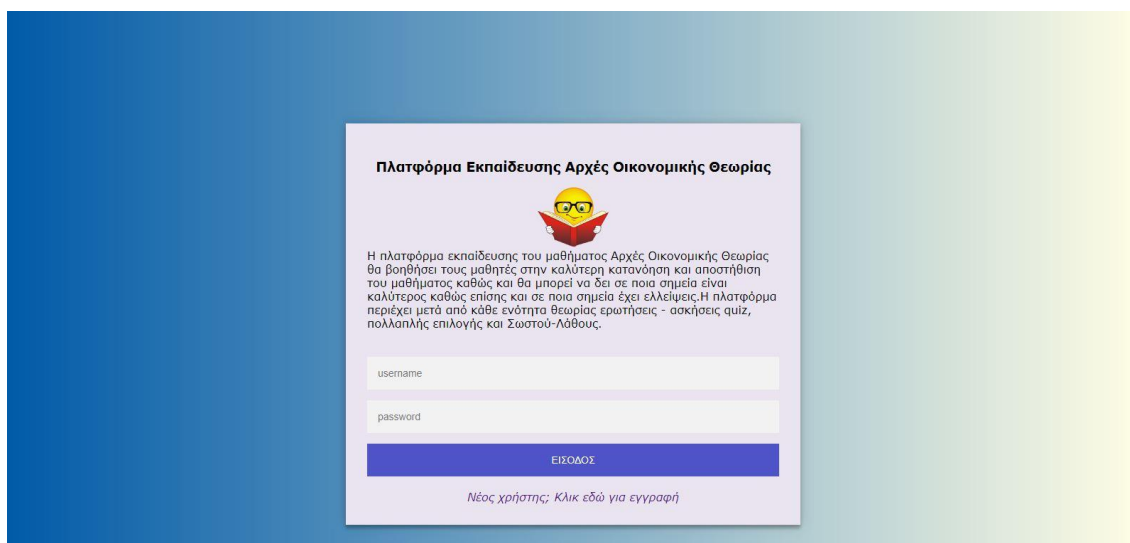 Πλατφόρμα Εκπαίδευσης Αρχές Οικονομικής Θεωρίας
Η πλατφόρμα εκπαίδευσης του μαθήματος Αρχές Οικονομικής Θεωρίας
θα βοηθήσει τους μαθητές στην καλύτερη κατανόηση και αποστήθιση
του μαθήματος καθώς και θα μπορεί να δει σε ποια σημεία είναι
καλύτερος καθώς επίσης και σε ποια σημεία έχει ελλείψεις.Η πλατφόρμα
περιέχει μετά από κάθε ενότητα θεωρίας ερωτήσεις - ασκήσεις quiz,
πολλαπλής επιλογής και Σωστού-Λάθους.
username
password
ΕΙΣΟΔΟΣ
Νέος χρήστης; Κλικ εδώ για εγγραφή